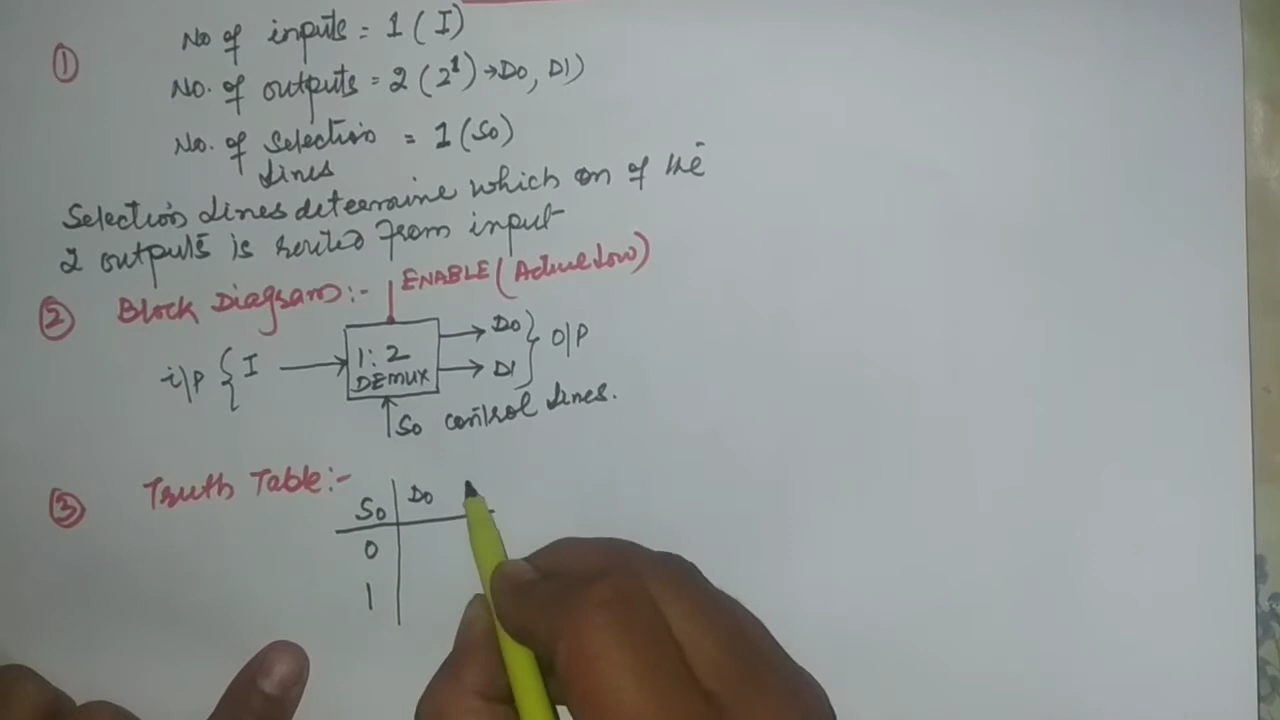 ① No of inputs = 1 (I)
No. of outputs = 2 (2¹) → D0, D1)
No. of Selection = 1 (S0)
Lines
Selection Lines determine which on of the
2 outputs is routed from input
② Block Diagram:- ENABLE (Active Low)
i/p { I 1:2 DEMUX D0 D1 } O/P
S0 control Lines.
③ Truth Table:-
S0 D0
0
1